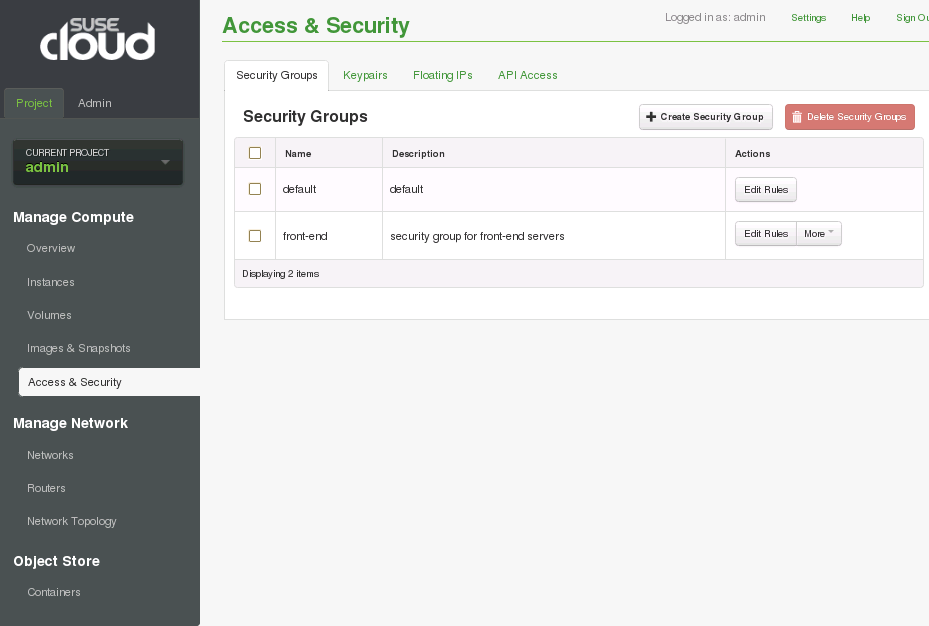 SUSE
cloud
Project
Admin
CURRENT PROJECT
admin
Manage Compute
Overview
Instances
Volumes
Images & Snapshots
Access & Security
Manage Network
Networks
Routers
Network Topology
Object Store
Containers
Access & Security
Logged in as: admin
Settings
Help
Sign Ou
Security Groups
Keypairs
Floating IPs
API Access
Security Groups
Create Security Group
Delete Security Groups
Name
Description
Actions
default
default
Edit Rules
front-end
security group for front-end servers
Edit Rules
More
Displaying 2 items